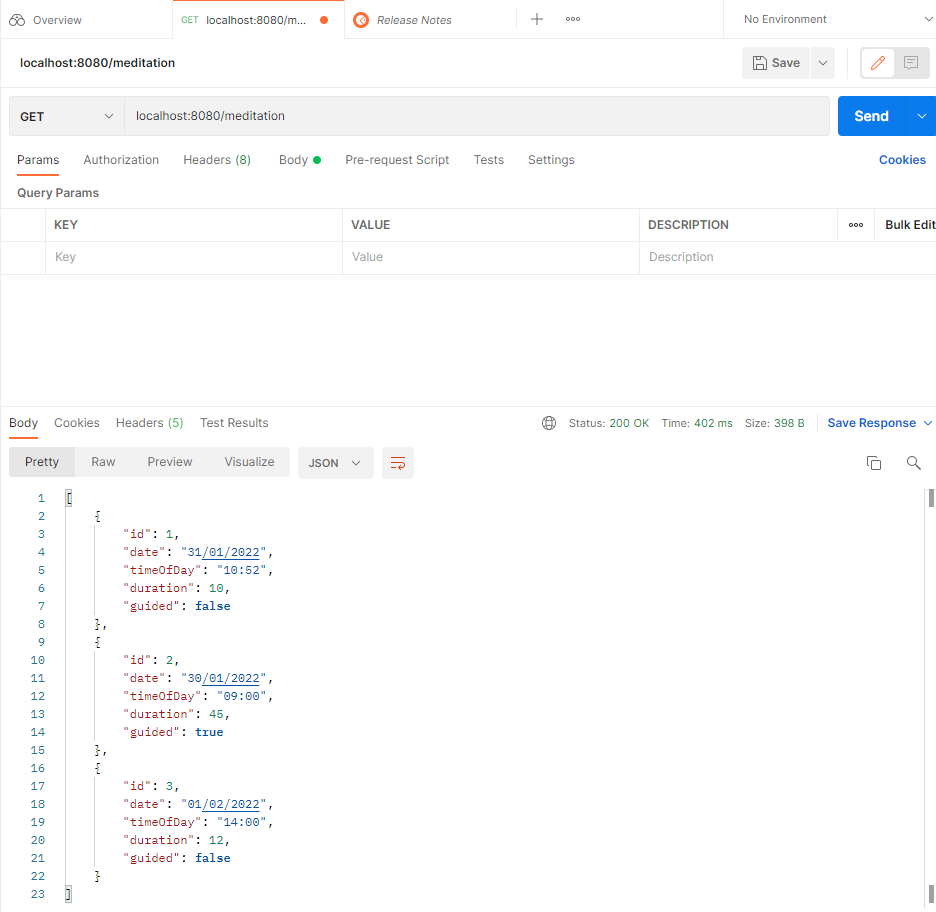 Overview GET localhost:8080/m... Release Notes No Environment
localhost:8080/meditation Save
GET localhost:8080/meditation Send
Params Authorization Headers (8) Body Pre-request Script Tests Settings Cookies
Query Params
KEY VALUE DESCRIPTION Bulk Edit
Key Value Description
Body Cookies Headers (5) Test Results Status: 200 OK Time: 402 ms Size: 398 B Save Response
Pretty Raw Preview Visualize JSON
1 [
2 {
3 "id": 1,
4 "date": "31/01/2022",
5 "timeOfDay": "10:52",
6 "duration": 10,
7 "guided": false
8 },
9 {
10 "id": 2,
11 "date": "30/01/2022",
12 "timeOfDay": "09:00",
13 "duration": 45,
14 "guided": true
15 },
16 {
17 "id": 3,
18 "date": "01/02/2022",
19 "timeOfDay": "14:00",
20 "duration": 12,
21 "guided": false
22 }
23 ]